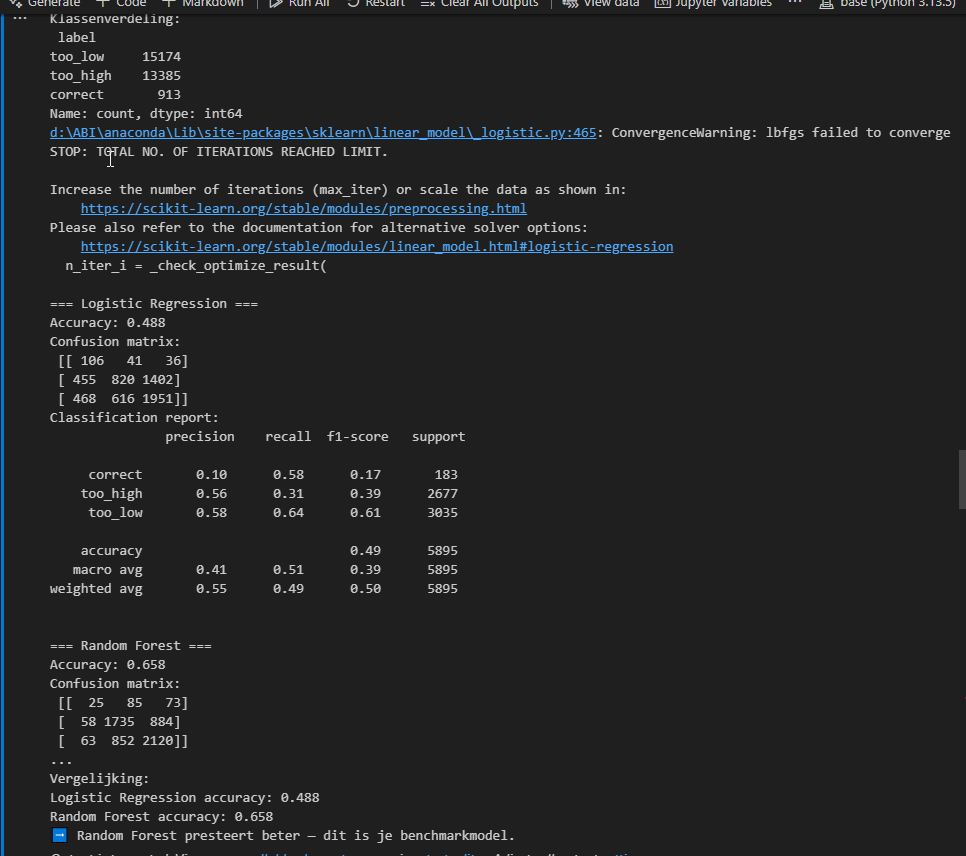 Generate + Code + Markdown | Run All Restart Clear All Outputs | View data Jupyter Variables ... base (Python 3.13.5)
... Klassenverdeling:
label
too_low 15174
too_high 13385
correct 913
Name: count, dtype: int64
d:\ABI\anaconda\Lib\site-packages\sklearn\linear_model\_logistic.py:465: ConvergenceWarning: lbfgs failed to converge
STOP: TOTAL NO. OF ITERATIONS REACHED LIMIT.
Increase the number of iterations (max_iter) or scale the data as shown in:
https://scikit-learn.org/stable/modules/preprocessing.html
Please also refer to the documentation for alternative solver options:
https://scikit-learn.org/stable/modules/linear_model.html#logistic-regression
n_iter_i = _check_optimize_result(
=== Logistic Regression ===
Accuracy: 0.488
Confusion matrix:
[[ 106 41 36]
[ 455 820 1402]
[ 468 616 1951]]
Classification report:
precision recall f1-score support
correct 0.10 0.58 0.17 183
too_high 0.56 0.31 0.39 2677
too_low 0.58 0.64 0.61 3035
accuracy 0.49 5895
macro avg 0.41 0.51 0.39 5895
weighted avg 0.55 0.49 0.50 5895
=== Random Forest ===
Accuracy: 0.658
Confusion matrix:
[[ 25 85 73]
[ 58 1735 884]
[ 63 852 2120]]
...
Vergelijking:
Logistic Regression accuracy: 0.488
Random Forest accuracy: 0.658
➡ Random Forest presteert beter — dit is je benchmarkmodel.